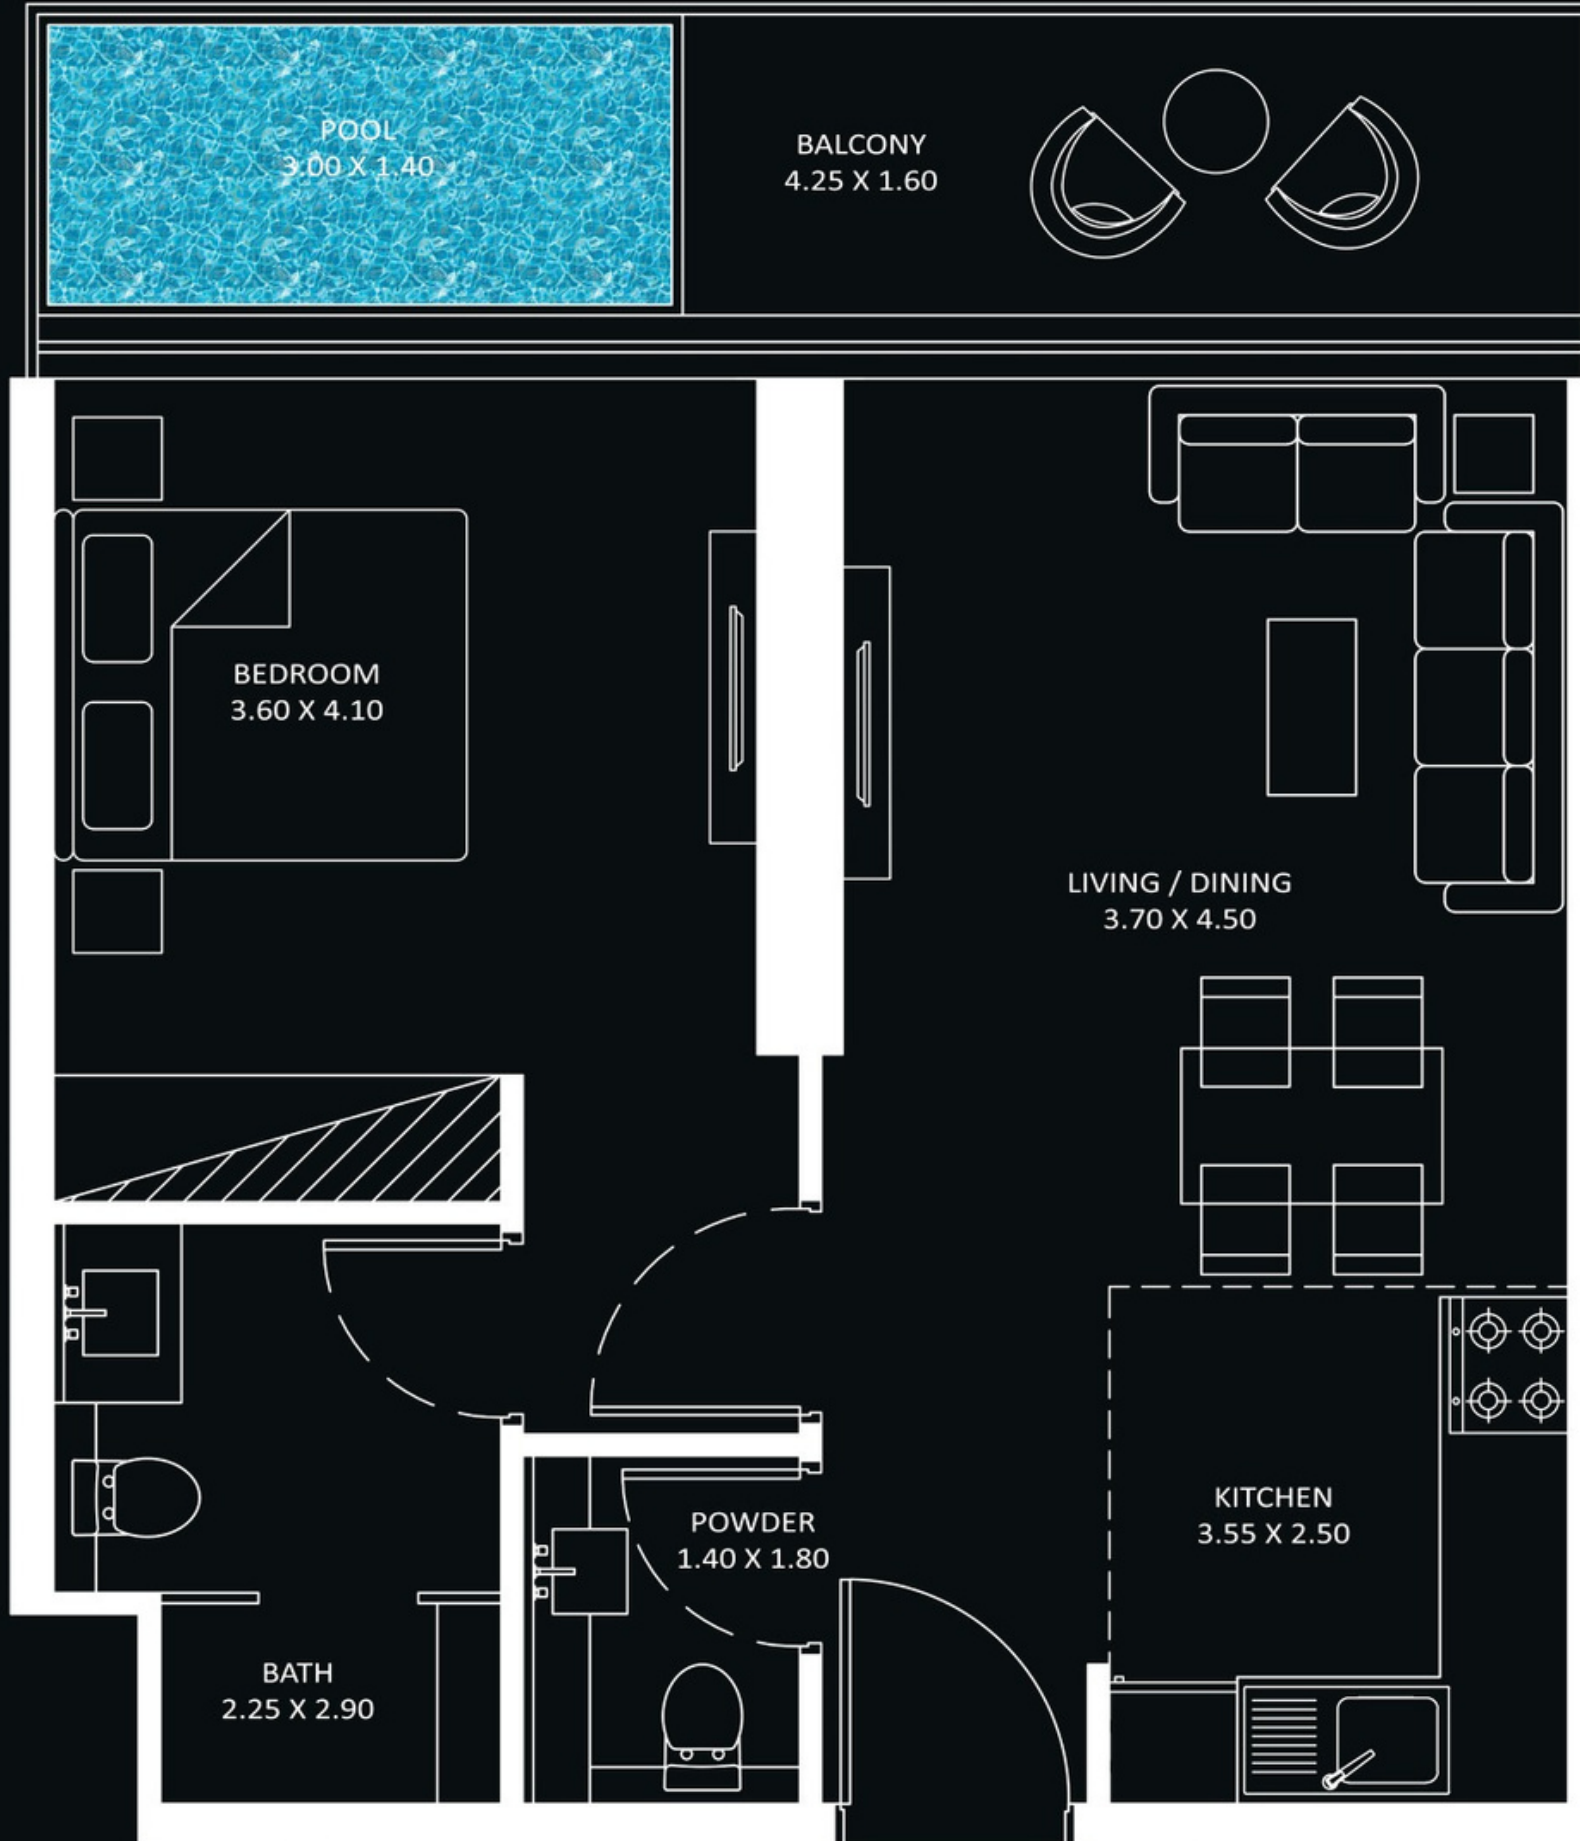 POOL
3.00 X 1.40
BALCONY
4.25 X 1.60
BEDROOM
3.60 X 4.10
LIVING / DINING
3.70 X 4.50
KITCHEN
3.55 X 2.50
POWDER
1.40 X 1.80
BATH
2.25 X 2.90